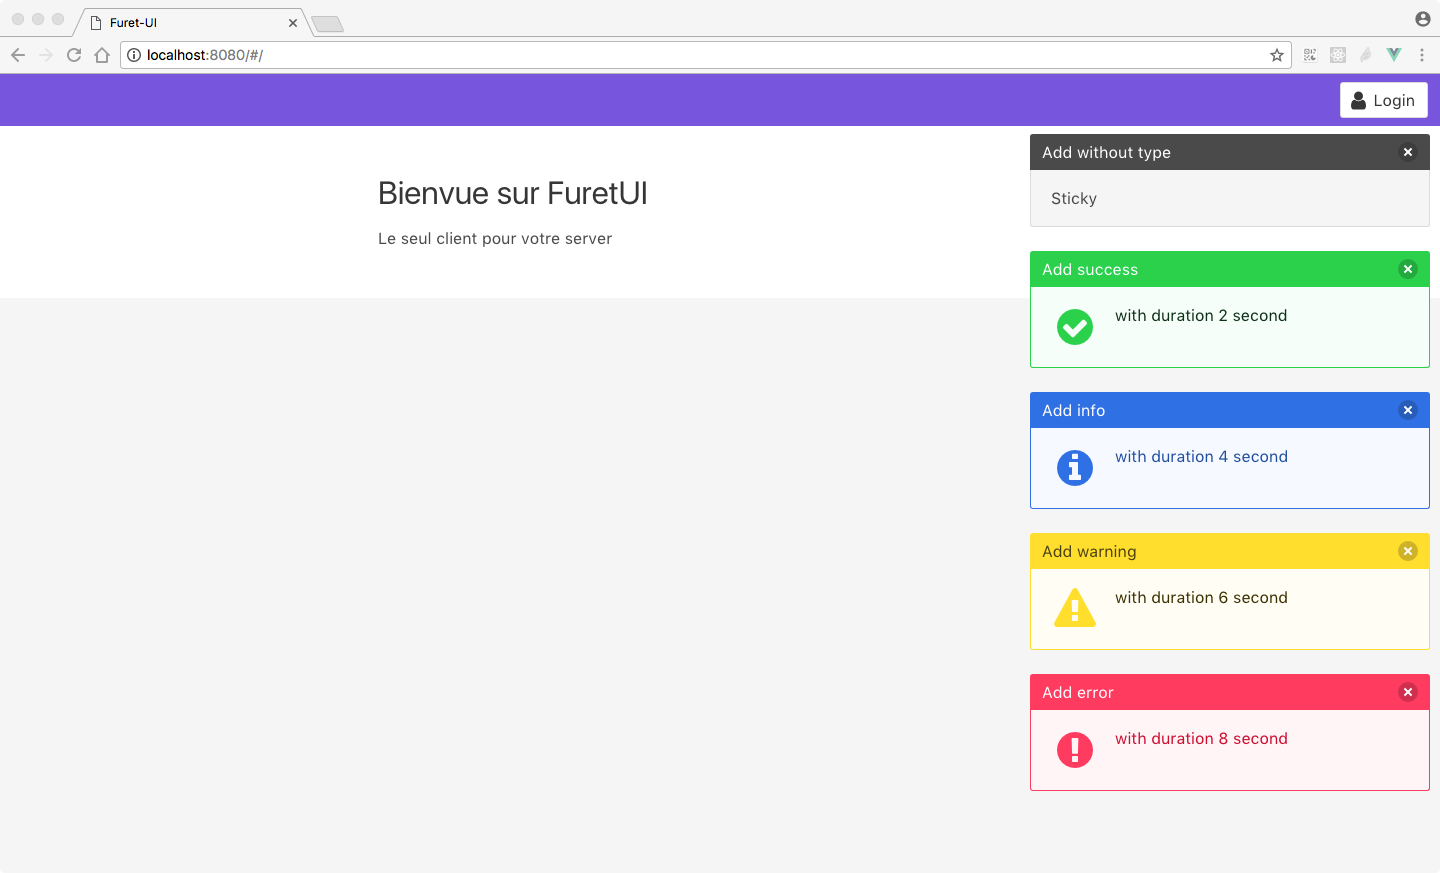 Furet-UI
localhost:8080/#/
Login
Bienvue sur FuretUI
Le seul client pour votre server
Add without type
Sticky
Add success
with duration 2 second
Add info
with duration 4 second
Add warning
with duration 6 second
Add error
with duration 8 second